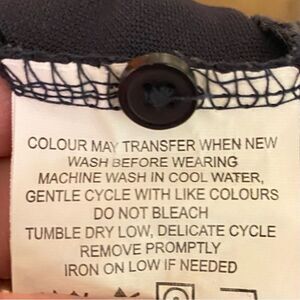 COLOUR MAY TRANSFER WHEN NEW
WASH BEFORE WEARING
MACHINE WASH IN COOL WATER,
GENTLE CYCLE WITH LIKE COLOURS
DO NOT BLEACH
TUMBLE DRY LOW, DELICATE CYCLE
REMOVE PROMPTLY
IRON ON LOW IF NEEDED